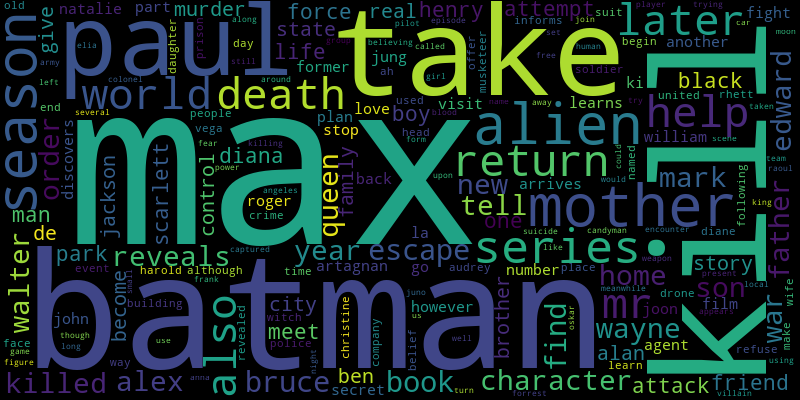 old
season
paul
natalie
part
murder
force
real
henry
attempt
player
trying
along
episode
suit
join
car
moon
give
daughter
prison
state
life
day
pilot
called
musketeer
informs
begin
another
fight
elia
army
left
colonel
around
group
still
former
jung
ah
believing
set
human
offer
girl
free
soldier
later
take
world
death
love
used
boy
visit
learns
ki
black
united
rhett
taken
end
several
max
people
plan
stop
head
away
name
blood
alien
help
try
edward
kill
order
discovers
jackson
scarlett
vega
fear
killing
control
diana
power
queen
family
form
back
return
william
scene
could
named
would
team
raoul
man
de
roger
angeles
crime
upon
new
arrives
tell
one
mark
mother
following
king
father
walter
park
reveals
year
escape
la
artagnan
go
audrey
series
suicide
candyman
like
encounter
diane
story
weapon
present
event
harold
although
time
number
place
home
son
local
war
wife
make
batman
become
small
building
frank
city
witch
meet
police
revealed
also
christine
company
juno
us
however
belief
brother
find
oskar
meanwhile
mr
drone
joon
film
appears
wayne
john
though
long
face
game
figure
way
use
anna
night
well
alan
agent
learn
refuse
using
killed
alex
bruce
ben
secret
book
turn
character
forrest
attack
villain
friend